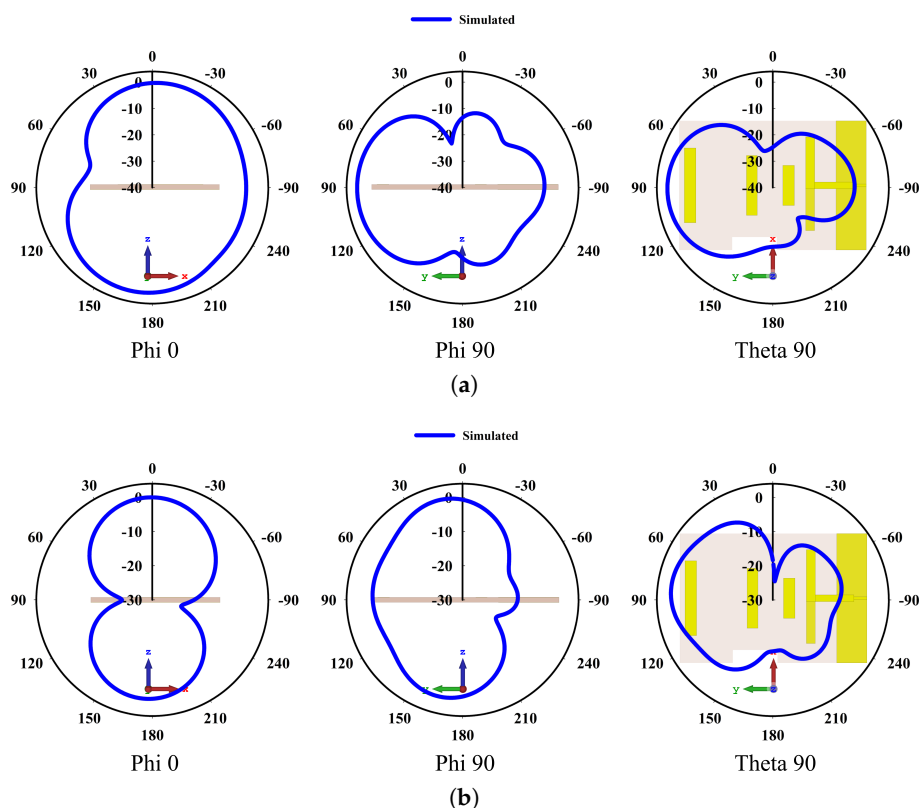 (a)
Simulated
0 0 0
30 -30 30 -30 30 -30
0 0 0
60 -10 -60 60 -10 -60 60 -10 -60
-20 -20 -20
-30 -30 -30
90 -40 -90 90 -40 -90 90 -40 -90
120 z 240 120 z 240 120 x 240
x y y z
150 210 150 210 150 210
180 180 180
Phi 0 Phi 90 Theta 90
(a)
Simulated
0 0 0
30 -30 30 -30 30 -30
0 0 0
60 -10 -60 60 -10 -60 60 -10 -60
-20 -20 -20
90 -30 -90 90 -30 -90 90 -30 -90
120 z 240 120 z 240 120 240
x y y z
150 210 150 210 150 210
180 180 180
Phi 0 Phi 90 Theta 90
(b)